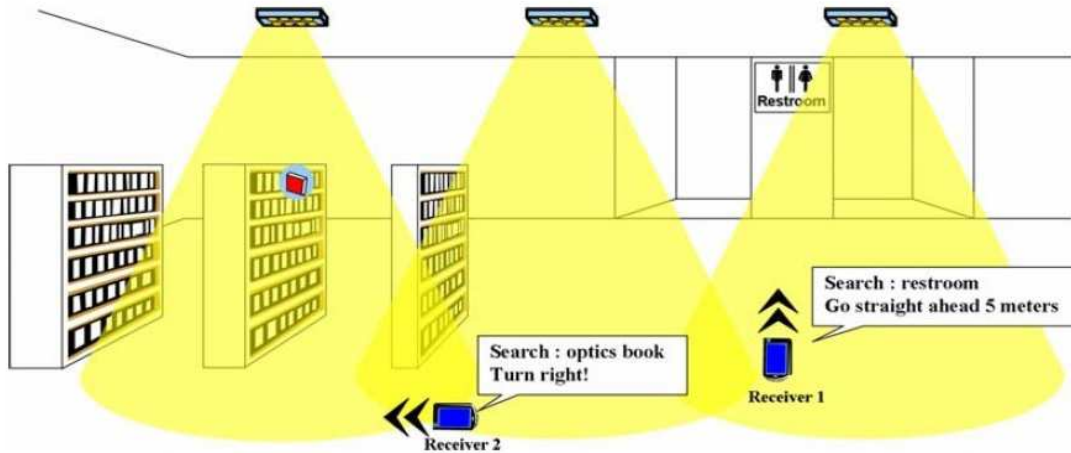 Restroom
Search : restroom
Go straight ahead 5 meters
Search : optics book
Turn right!
Receiver 1
Receiver 2